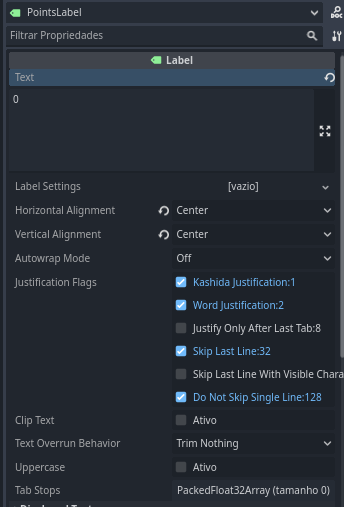 PointsLabel
DOC
Filtrar Propriedades
Label
Text
0
Label Settings [vazio]
Horizontal Alignment Center
Vertical Alignment Center
Autowrap Mode Off
Justification Flags Kashida Justification:1
Word Justification:2
Justify Only After Last Tab:8
Skip Last Line:32
Skip Last Line With Visible Chara
Do Not Skip Single Line:128
Clip Text Ativo
Text Overrun Behavior Trim Nothing
Uppercase Ativo
Tab Stops PackedFloat32Array (tamanho 0)